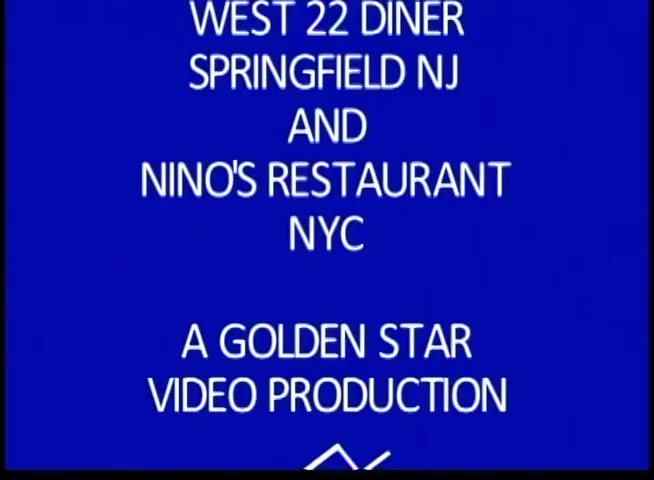 WEST 22 DINER
SPRINGFIELD NJ
AND
NINO'S RESTAURANT
NYC
A GOLDEN STAR
VIDEO PRODUCTION